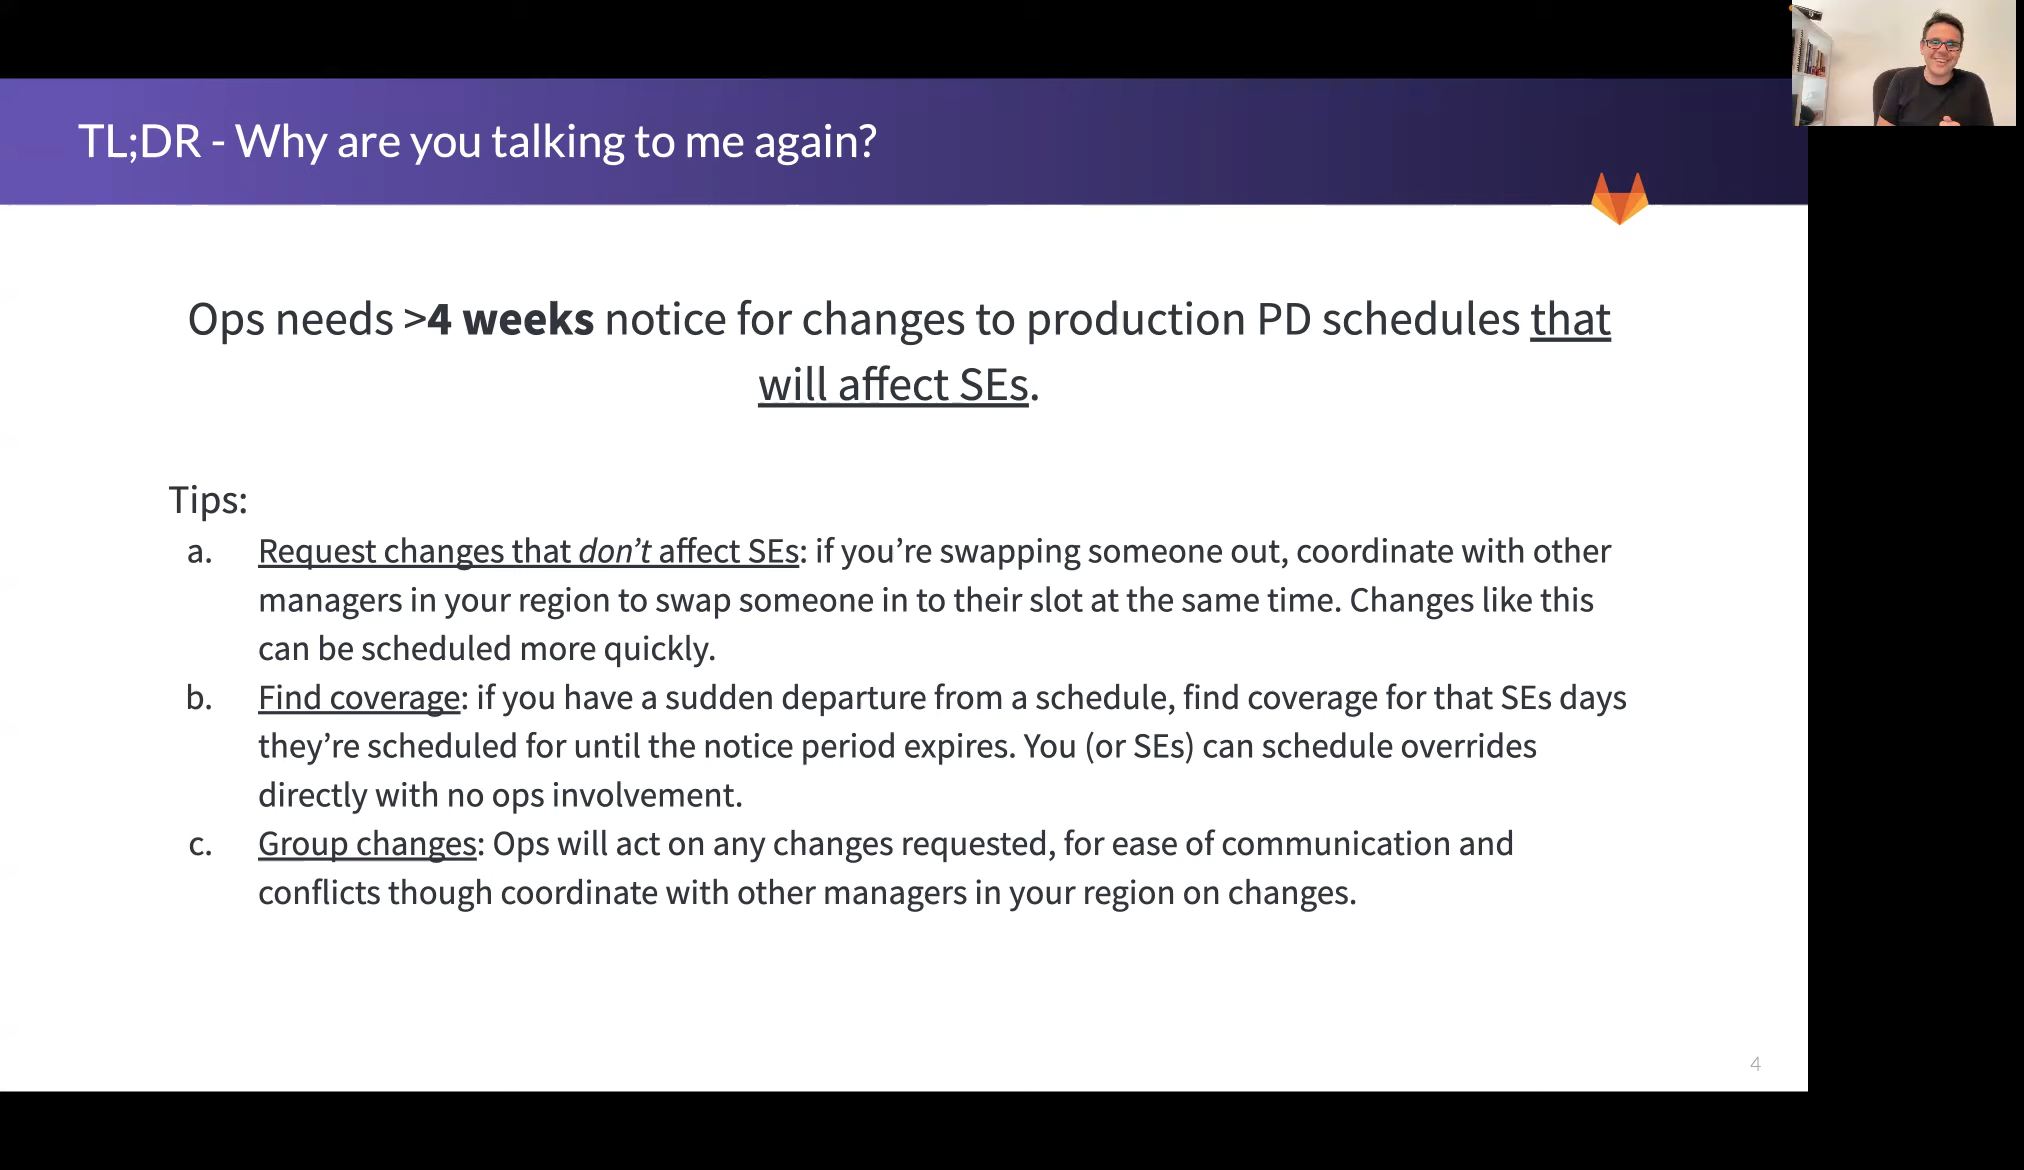 TL;DR - Why are you talking to me again?
Ops needs >4 weeks notice for changes to production PD schedules that
will affect SEs.
Tips:
a. Request changes that don't affect SEs: if you're swapping someone out, coordinate with other
managers in your region to swap someone in to their slot at the same time. Changes like this
can be scheduled more quickly.
b. Find coverage: if you have a sudden departure from a schedule, find coverage for that SEs days
they're scheduled for until the notice period expires. You (or SEs) can schedule overrides
directly with no ops involvement.
c. Group changes: Ops will act on any changes requested, for ease of communication and
conflicts though coordinate with other managers in your region on changes.
4